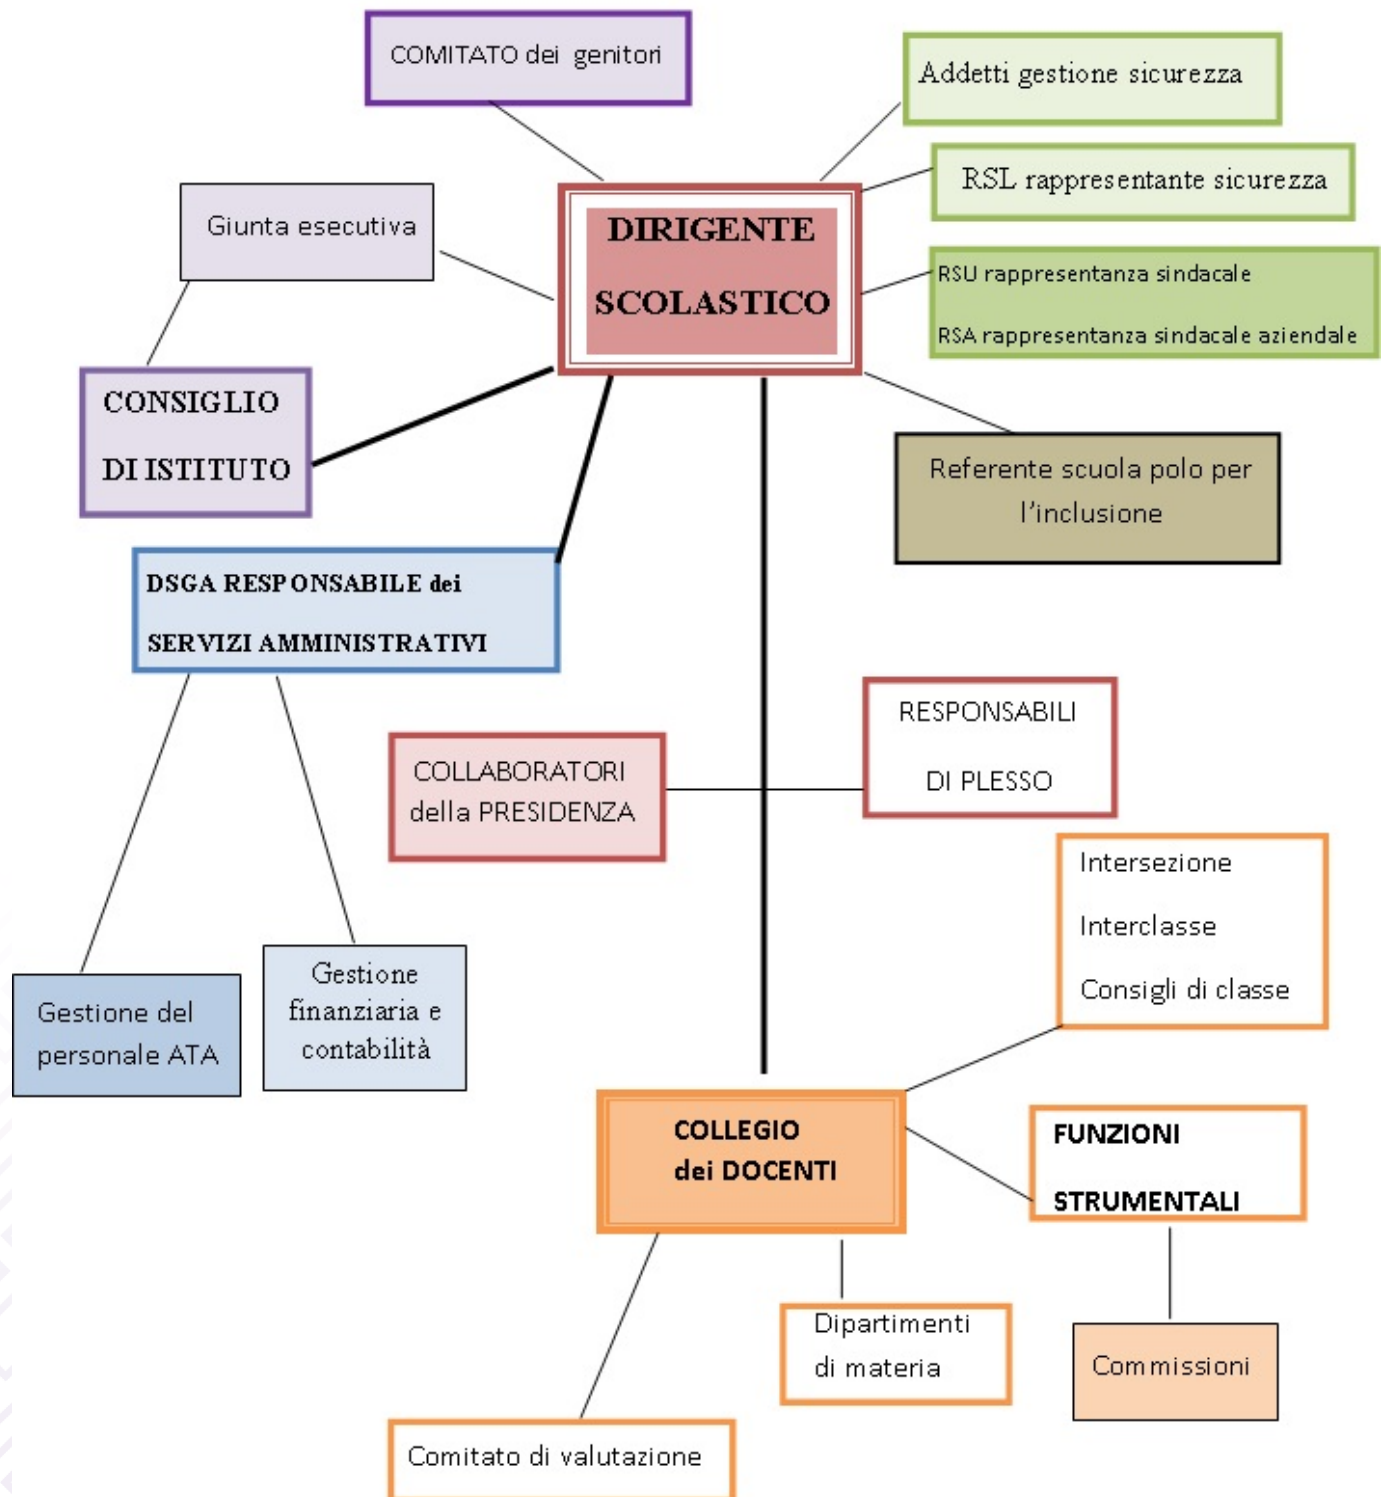 COMITATO dei genitori
Addetti gestione sicurezza
RSL rappresentante sicurezza
Giunta esecutiva
DIRIGENTE
SCOLASTICO
RSU rappresentanza sindacale
RSA rappresentanza sindacale aziendale
CONSIGLIO
DI ISTITUTO
Referente scuola polo per
l'inclusione
DSGA RESPONSABILE dei
SERVIZI AMMINISTRATIVI
RESPONSABILI
DI PLESSO
COLLABORATORI
della PRESIDENZA
Intersezione
Interclasse
Consigli di classe
Gestione del
personale ATA
Gestione
finanziaria e
contabilità
COLLEGIO
dei DOCENTI
FUNZIONI
STRUMENTALI
Dipartimenti
di materia
Commissioni
Comitato di valutazione